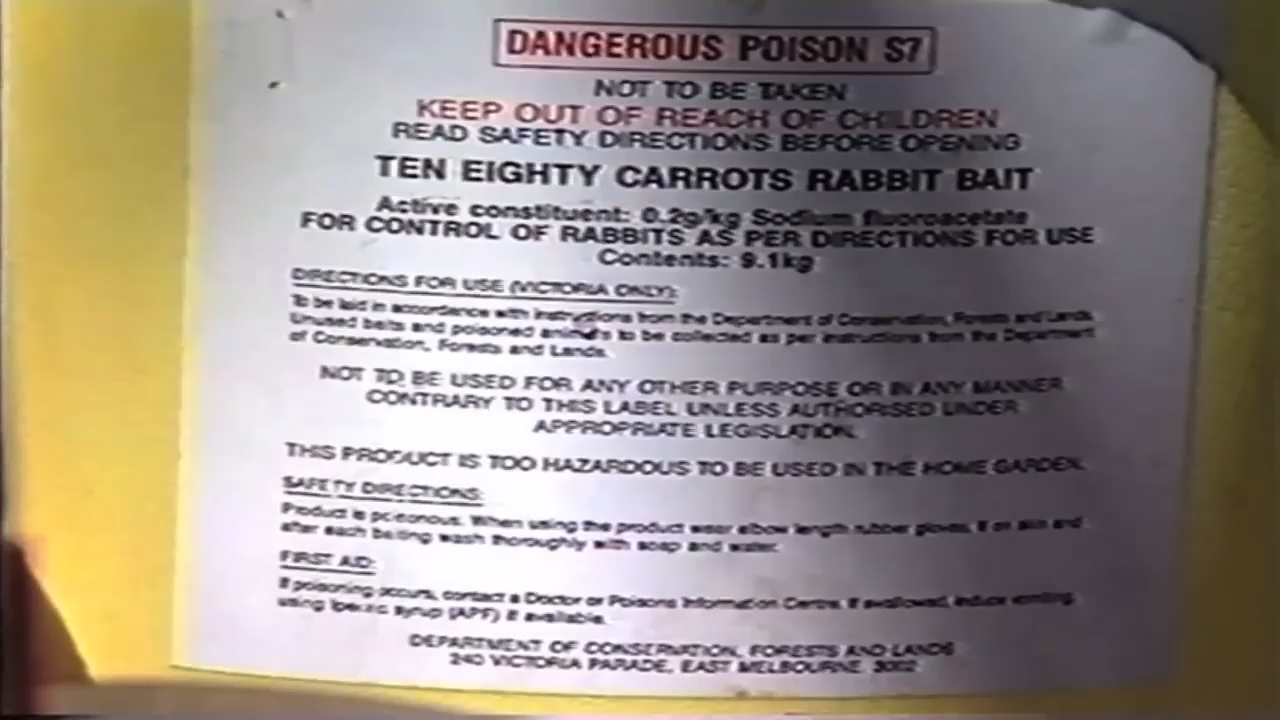 DANGEROUS POISON S7
NOT TO BE TAKEN
KEEP OUT OF REACH OF CHILDREN
READ SAFETY DIRECTIONS BEFORE OPENING
TEN EIGHTY CARROTS RABBIT BAIT
Active constituent: 0.2g/kg Sodium fluoroacetate
FOR CONTROL OF RABBITS AS PER DIRECTIONS FOR USE
Contents: 9.1kg
DIRECTIONS FOR USE (VICTORIA ONLY):
To be laid in accordance with instructions from the Department of Conservation, Forests and Lands.
Unused baits and poisoned animals to be collected as per instructions from the Department
of Conservation, Forests and Lands.
NOT TO BE USED FOR ANY OTHER PURPOSE OR IN ANY MANNER
CONTRARY TO THIS LABEL UNLESS AUTHORISED UNDER
APPROPRIATE LEGISLATION.
THIS PRODUCT IS TOO HAZARDOUS TO BE USED IN THE HOME GARDEN.
SAFETY DIRECTIONS:
Product is poisonous. When using the product wear elbow length rubber gloves, if on skin and
after each baiting wash thoroughly with soap and water.
FIRST AID:
If poisoning occurs, contact a Doctor or Poisons Information Centre. If swallowed, induce vomiting
using Ipecac syrup (APF) if available.
DEPARTMENT OF CONSERVATION, FORESTS AND LANDS
240 VICTORIA PARADE, EAST MELBOURNE. 3002